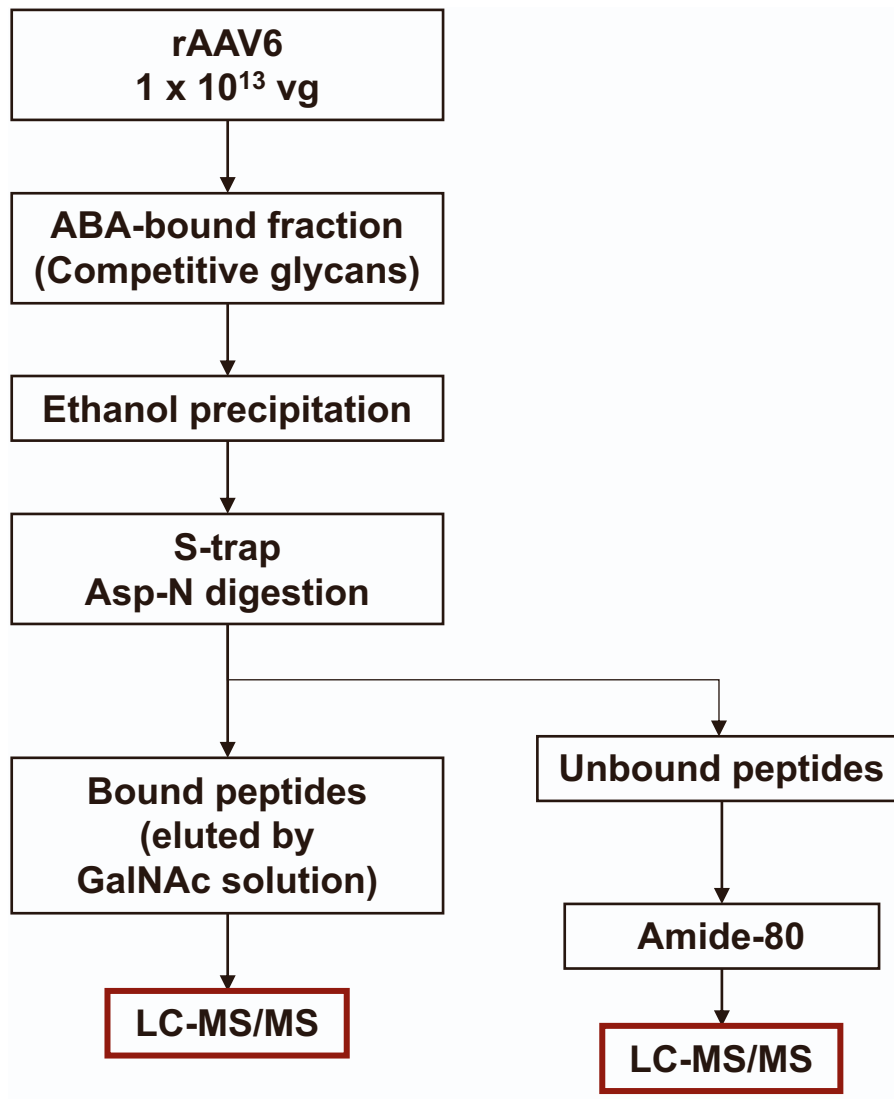 rAAV6
1 x 10¹³ vg
ABA-bound fraction
(Competitive glycans)
Ethanol precipitation
S-trap
Asp-N digestion
Bound peptides
(eluted by
GalNAc solution)
LC-MS/MS
Unbound peptides
Amide-80
LC-MS/MS